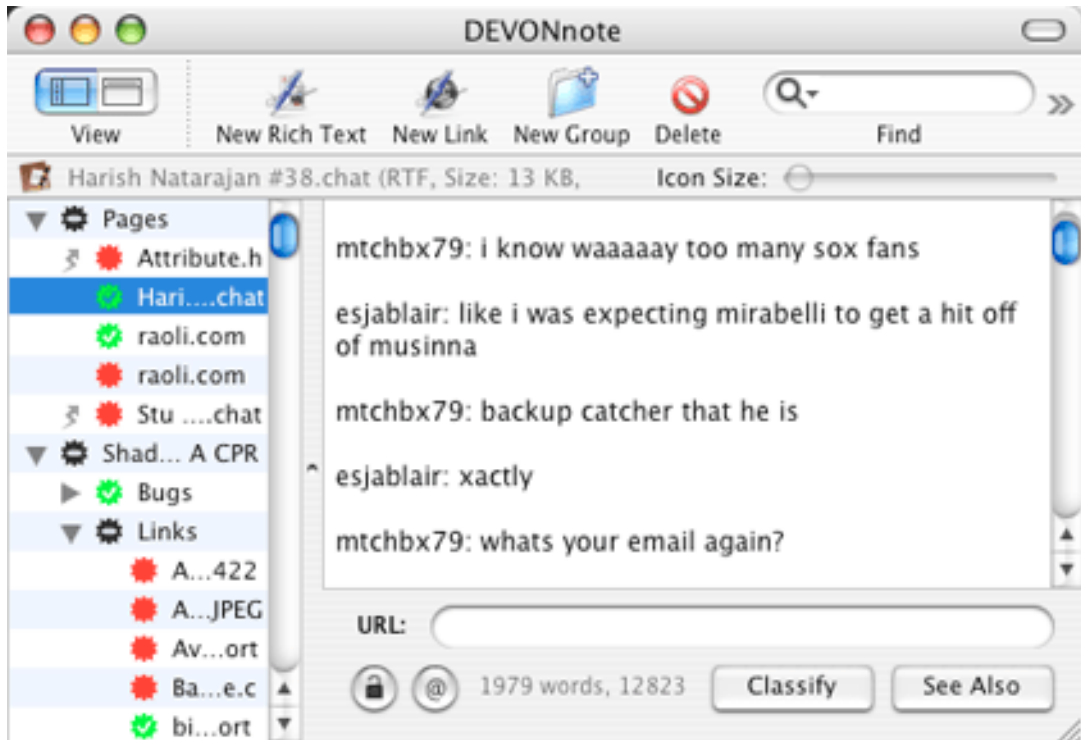 DEVONnote
View
New Rich Text
New Link
New Group
Delete
Find
Harish Natarajan #38.chat (RTF, Size: 13 KB,
Icon Size:
Pages
Attribute.h
Hari....chat
raoli.com
raoli.com
Stu ....chat
Shad... A CPR
Bugs
Links
A...422
A...JPEG
Av...ort
Ba...e.c
bi...ort
mtchbx79: i know waaaaay too many sox fans
esjablair: like i was expecting mirabelli to get a hit off
of musinna
mtchbx79: backup catcher that he is
esjablair: xactly
mtchbx79: whats your email again?
URL:
@
1979 words, 12823
Classify
See Also